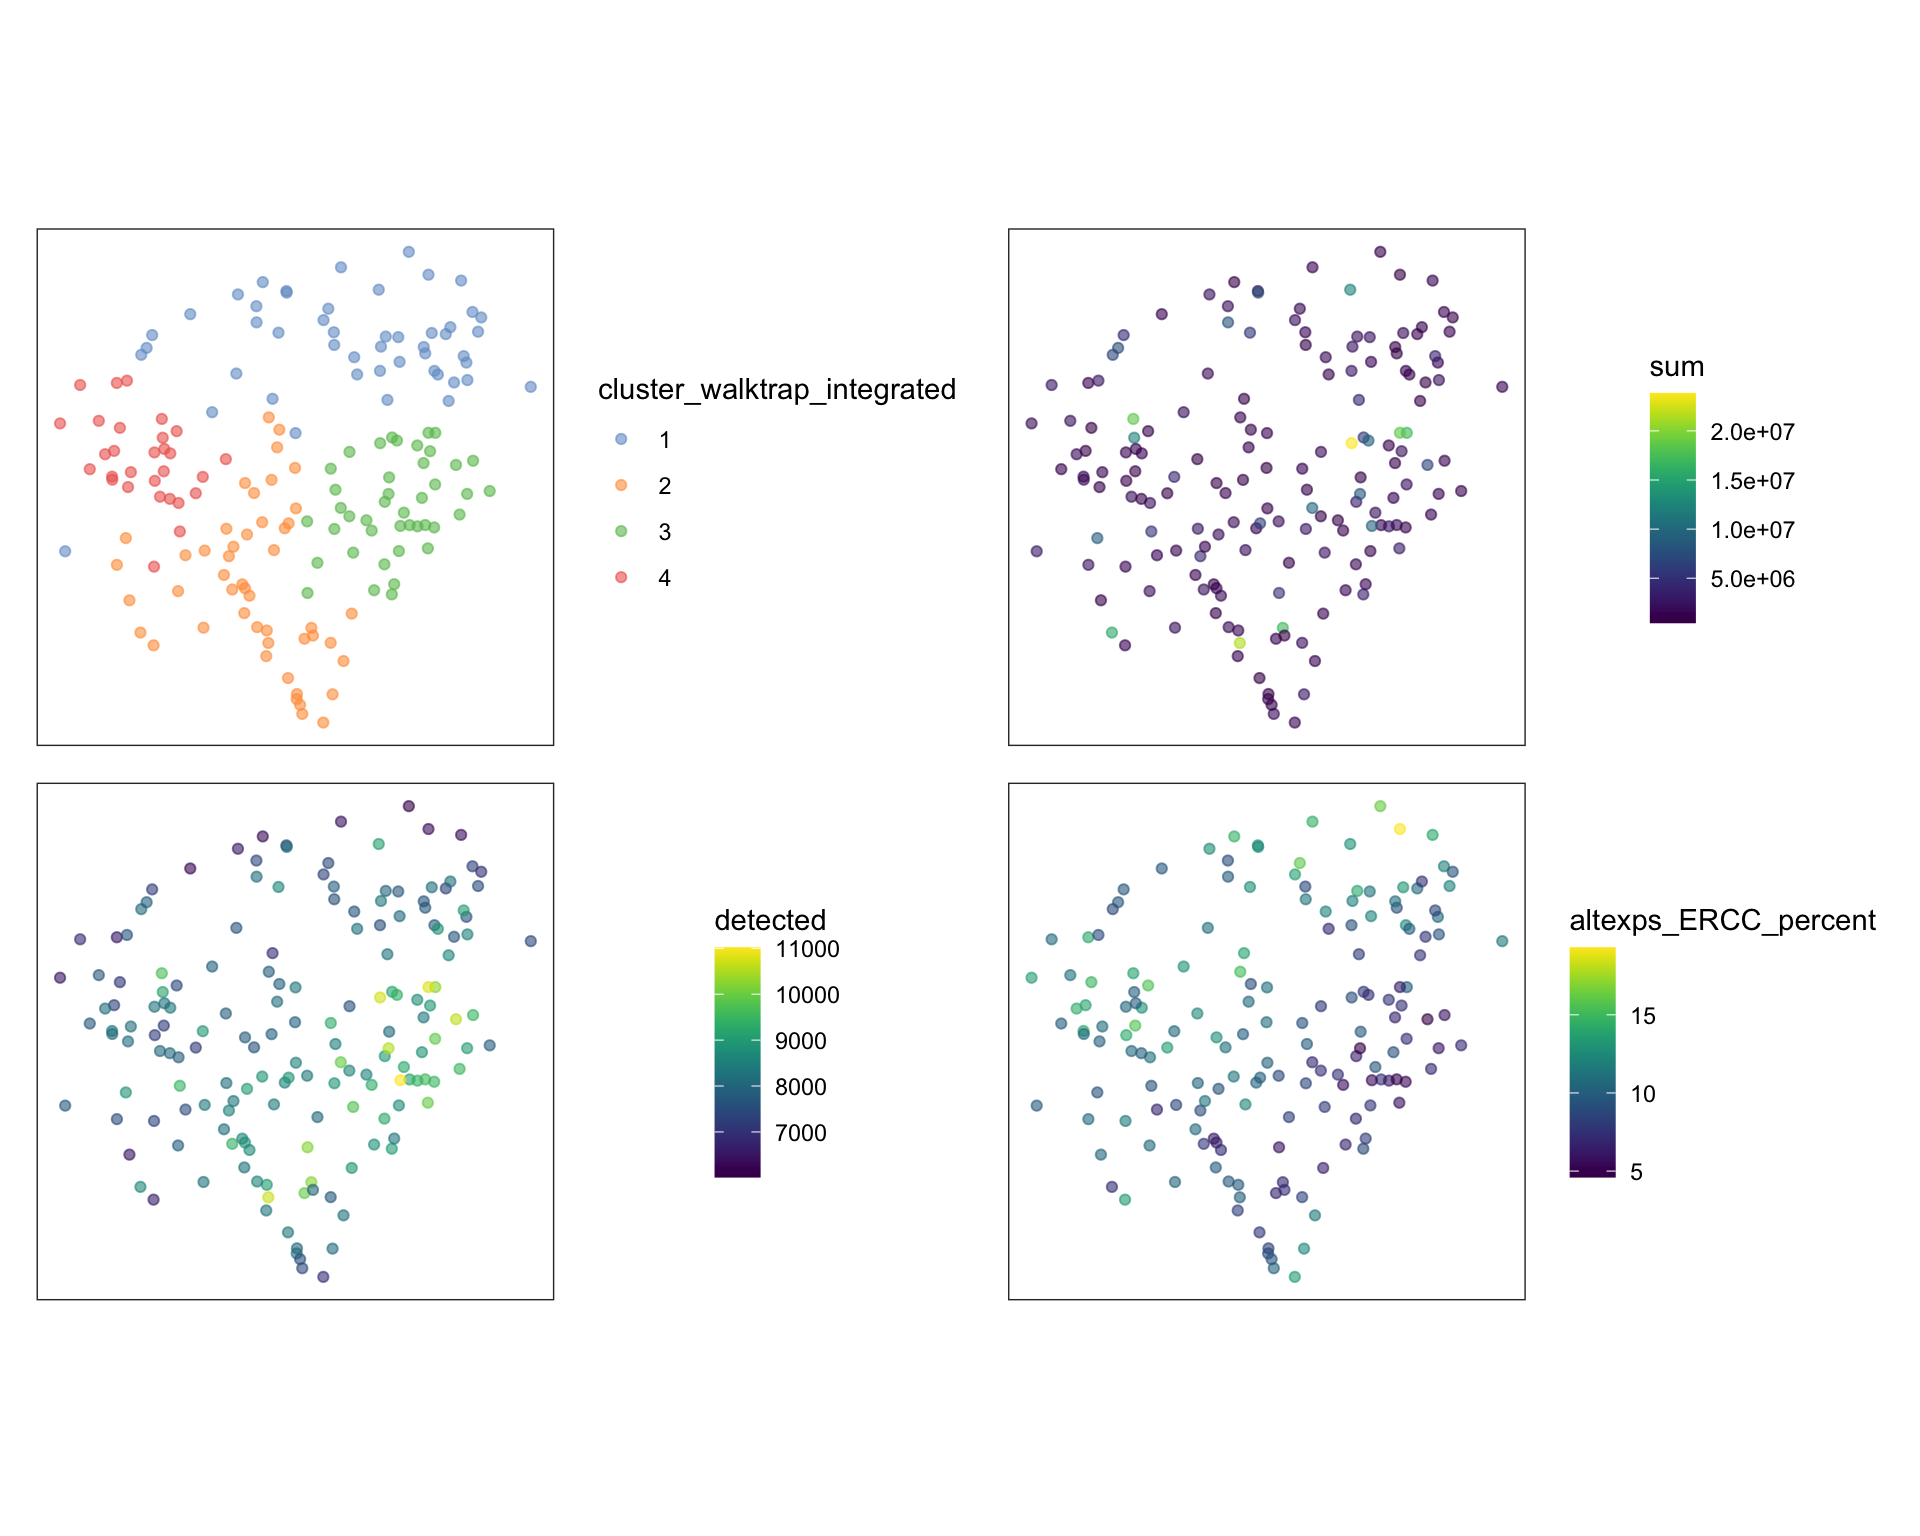 cluster_walktrap_integrated
1
2
3
4
sum
2.0e+07
1.5e+07
1.0e+07
5.0e+06
detected
11000
10000
9000
8000
7000
altexps_ERCC_percent
15
10
5